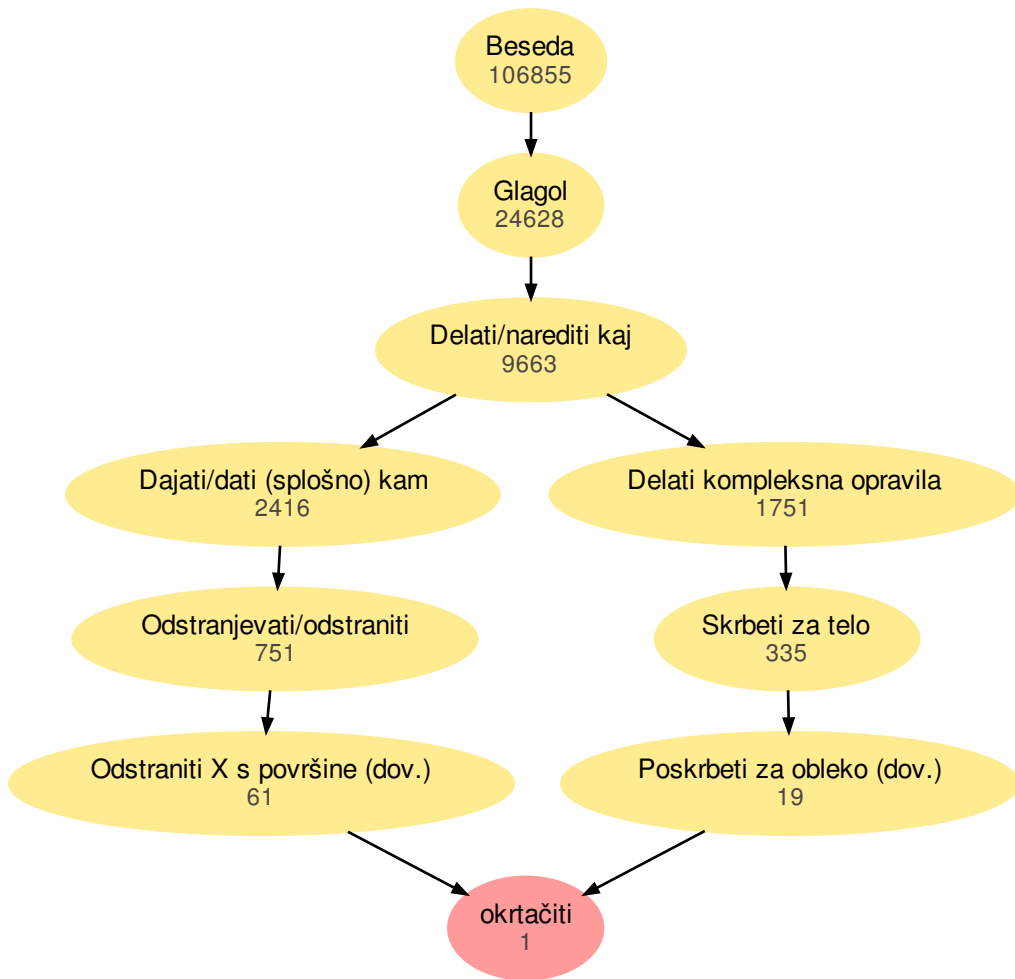 Beseda
106855
Glagol
24628
Delati/narediti kaj
9663
Dajati/dati (splošno) kam
2416
Delati kompleksna opravila
1751
Odstranjevati/odstraniti
751
Skrbeti za telo
335
Odstraniti X s površine (dov.)
61
Poskrbeti za obleko (dov.)
19
okrtačiti
1